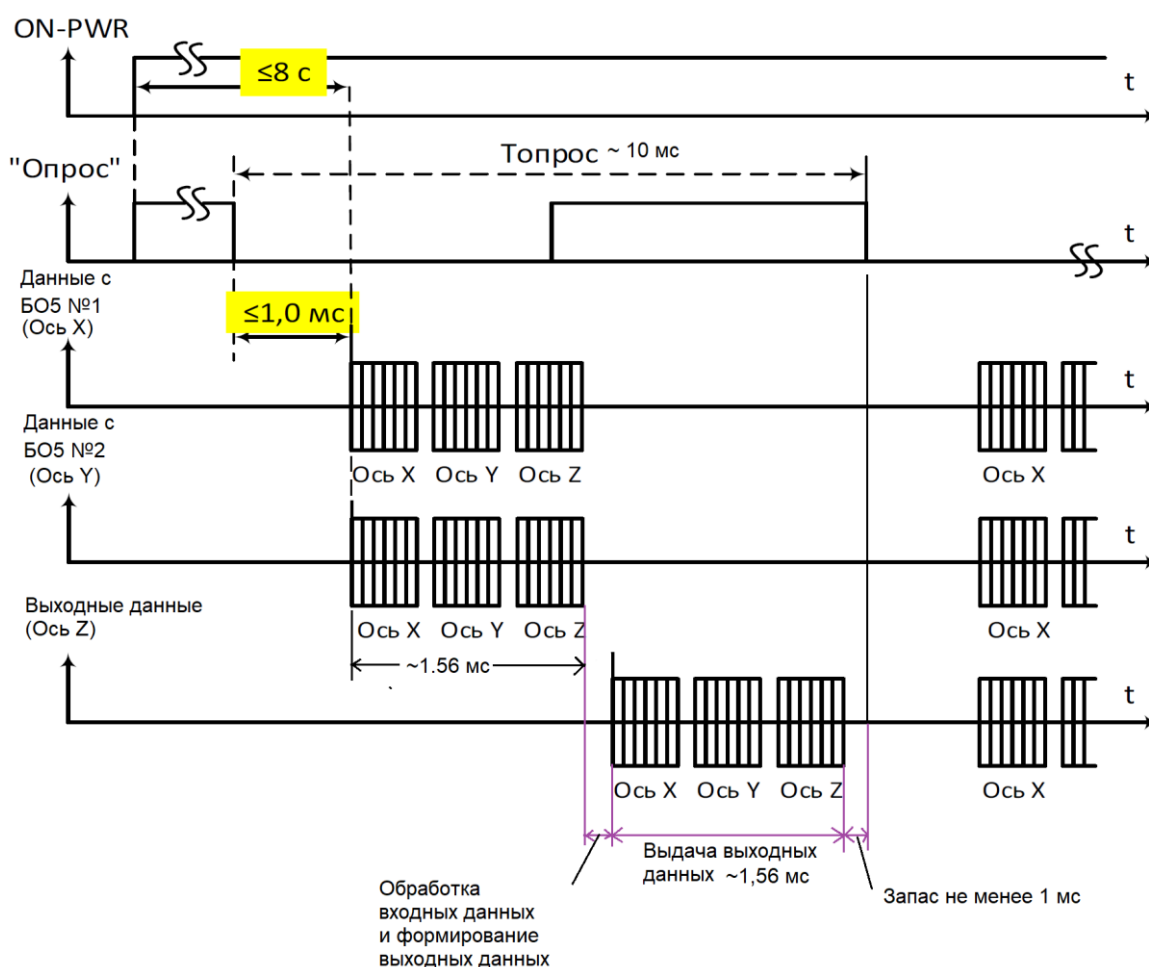 ON-PWR
≤8 с
t
Tопрос ~ 10 мс
"Опрос"
t
Данные с
БО5 №1
(Ось X)
≤1,0 мс
t
Данные с
БО5 №2
(Ось Y)
Ось X Ось Y Ось Z
Ось X
t
Выходные данные
(Ось Z)
Ось X Ось Y Ось Z
Ось X
~1.56 мс
t
Ось X Ось Y Ось Z
Ось X
Выдача выходных
данных ~1,56 мс
Обработка
входных данных
и формирование
выходных данных
Запас не менее 1 мс